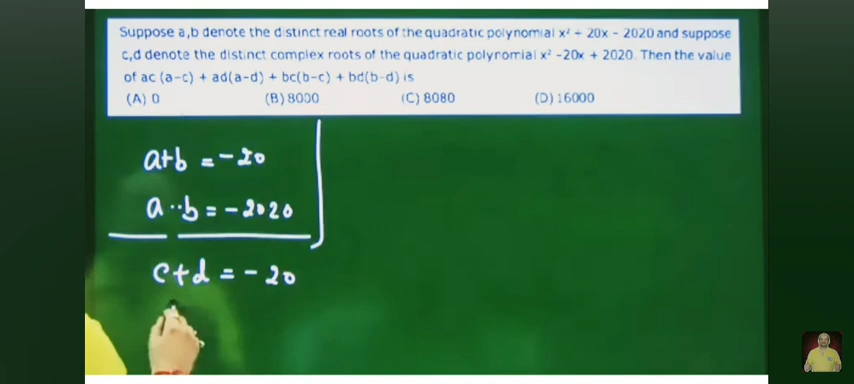 Suppose a,b denote the distinct real roots of the quadratic polynomial x² + 20x - 2020 and suppose
c,d denote the distinct complex roots of the quadratic polynomial x² -20x + 2020. Then the value
of ac (a-c) + ad(a-d) + bc(b-c) + bd(b-d) is
(A) 0 (B) 8000 (C) 8080 (D) 16000
a+b = -20
a··b = -2020
c+d = -20